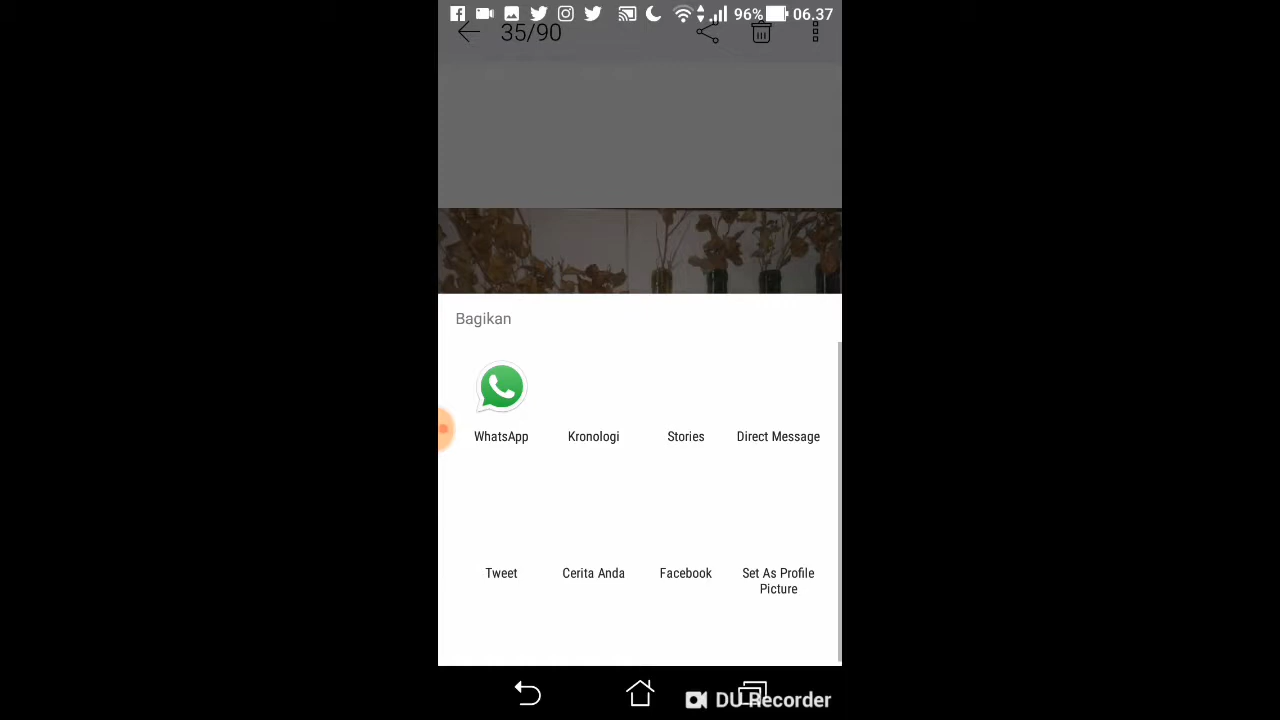 96% 06.37
35/90
Bagikan
WhatsApp Kronologi Stories Direct Message
Tweet Cerita Anda Facebook Set As Profile
Picture
DU Recorder